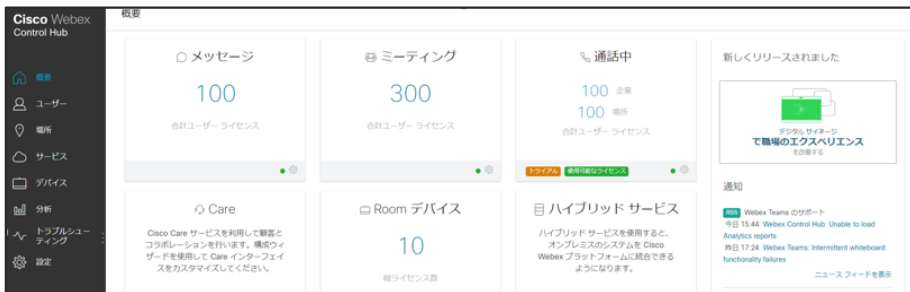 Cisco Webex
Control Hub
概要
ユーザー
場所
サービス
デバイス
分析
トラブルシュー
ティング
設定
概要
メッセージ
100
合計ユーザー ライセンス
ミーティング
300
合計ユーザー ライセンス
通話中
100 企業
100 場所
合計ユーザー ライセンス
トライアル 使用可能なライセンス
Care
Cisco Care サービスを利用して顧客と
コラボレーションを行います。構成ウィ
ザードを使用して Care インターフェイ
スをカスタマイズしてください。
Room デバイス
10
総ライセンス数
ハイブリッド サービス
ハイブリッド サービスを使用すると、
オンプレミスのシステムを Cisco
Webex プラットフォームに統合できる
ようになります。
新しくリリースされました
デジタル サイネージ
で職場のエクスペリエンス
を改善する
通知
RSS Webex Teams のサポート
今日 15:44 Webex Control Hub: Unable to load
Analytics reports
昨日 17:24 Webex Teams: Intermittent whiteboard
functionality failures
ニュース フィードを表示